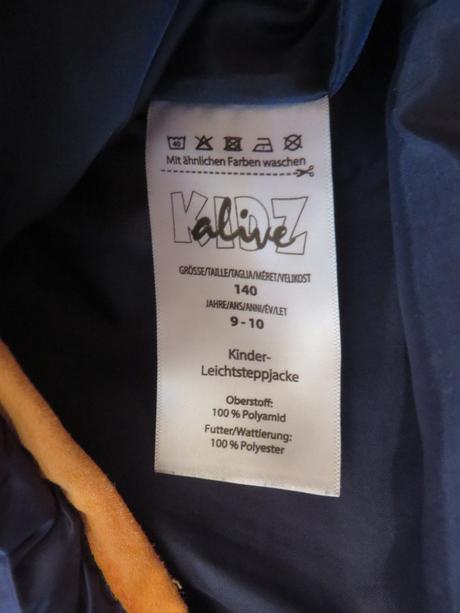 40
Mit ähnlichen Farben waschen
KIDZ
alive
GRÖSSE/TAILLE/TAGLIA/MÉRET/VELIKOST
140
JAHRE/ANS/ANNI/ÉV/LET
9 - 10
Kinder-
Leichtsteppjacke
Oberstoff:
100 % Polyamid
Futter/Wattierung:
100 % Polyester